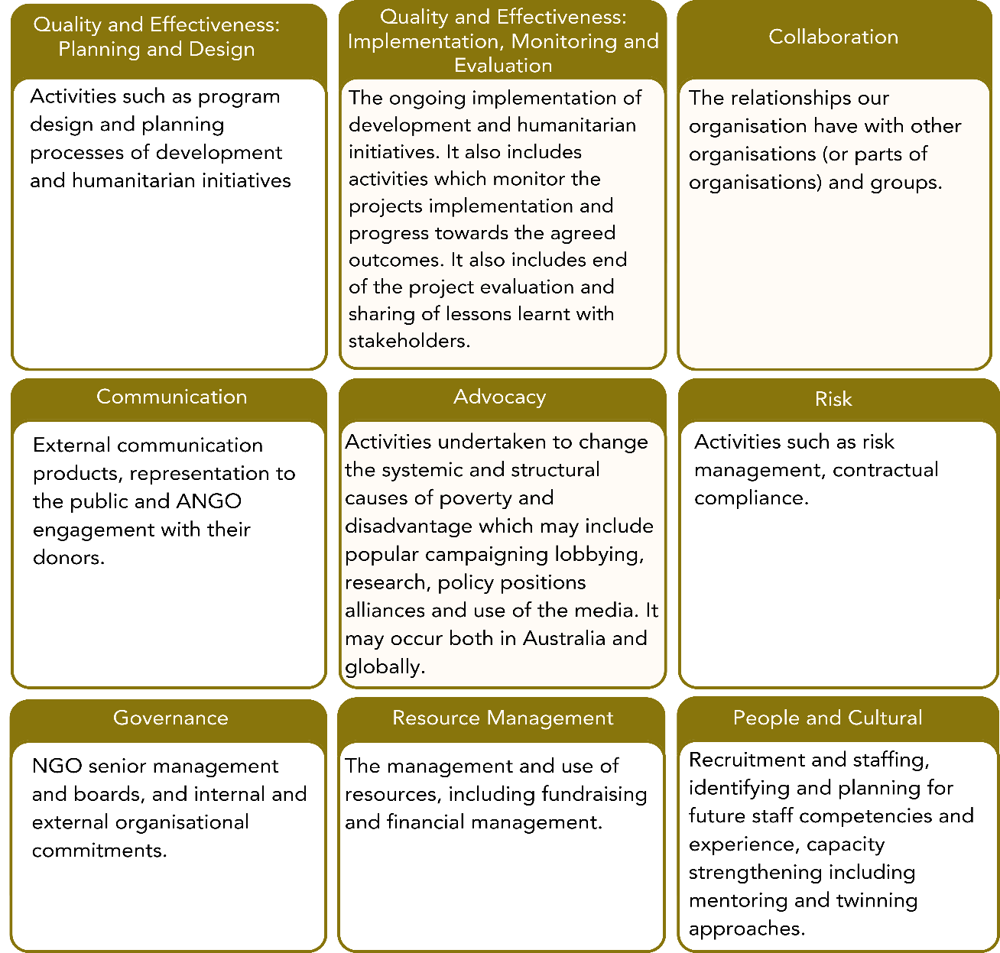 Quality and Effectiveness:
Planning and Design
Activities such as program
design and planning
processes of development
and humanitarian initiatives
Quality and Effectiveness:
Implementation, Monitoring and
Evaluation
The ongoing implementation of
development and humanitarian
initiatives. It also includes
activities which monitor the
projects implementation and
progress towards the agreed
outcomes. It also includes end
of the project evaluation and
sharing of lessons learnt with
stakeholders.
Collaboration
The relationships our
organisation have with other
organisations (or parts of
organisations) and groups.
Communication
External communication
products, representation to
the public and ANGO
engagement with their
donors.
Advocacy
Activities undertaken to change
the systemic and structural
causes of poverty and
disadvantage which may include
popular campaigning lobbying,
research, policy positions
alliances and use of the media. It
may occur both in Australia and
globally.
Risk
Activities such as risk
management, contractual
compliance.
Governance
NGO senior management
and boards, and internal and
external organisational
commitments.
Resource Management
The management and use of
resources, including fundraising
and financial management.
People and Cultural
Recruitment and staffing,
identifying and planning for
future staff competencies and
experience, capacity
strengthening including
mentoring and twinning
approaches.